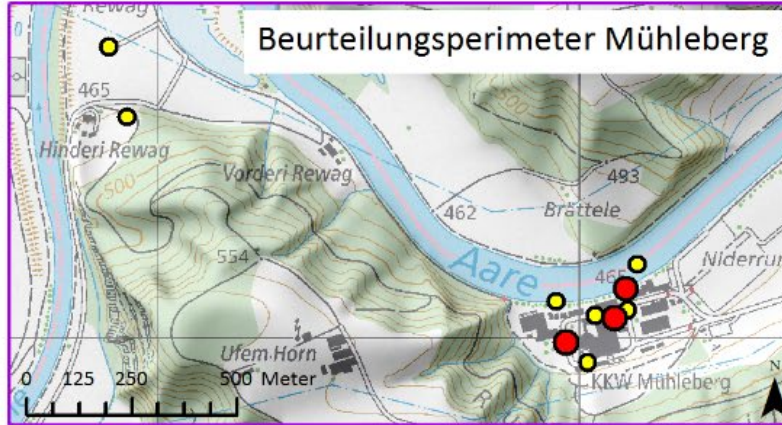 Rewag
Beurteilungsperimeter Mühleberg
465
500
Hinderi Rewag
500
Vorderi Rewag
493
462
Brättele
554
Aare
465
Ufem Horn
KKW Mühleberg
0 125 250 500 Meter
N